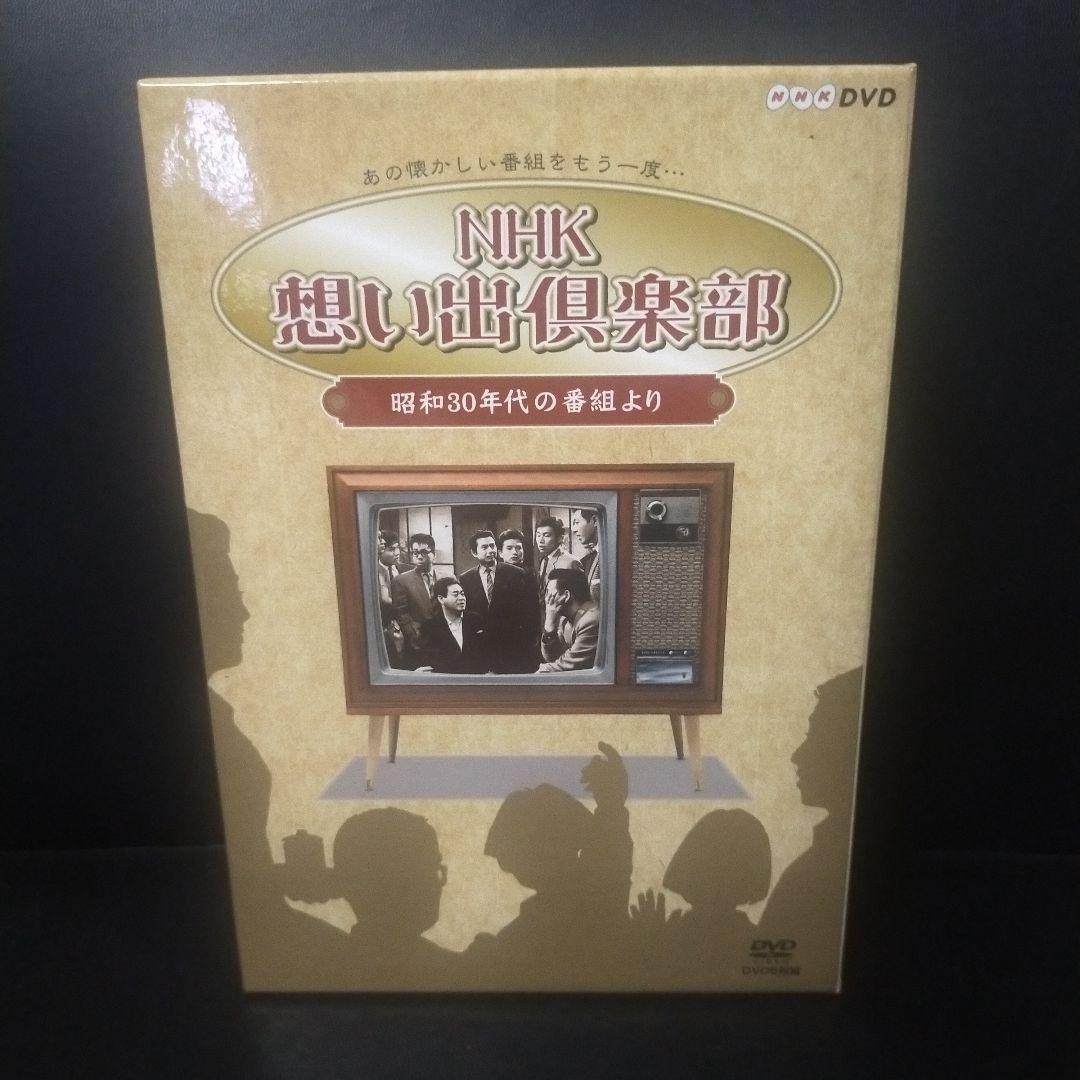 NHK DVD
あの懐かしい番組をもう一度…
NHK
想い出倶楽部
昭和30年代の番組より
DVD
VIDEO